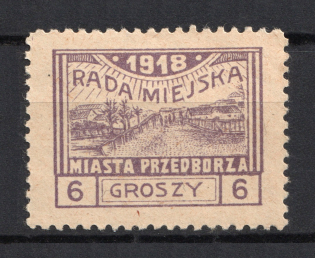 1918
RADA MIEJSKA
MIASTA PRZEDBORZA
6 GROSZY 6